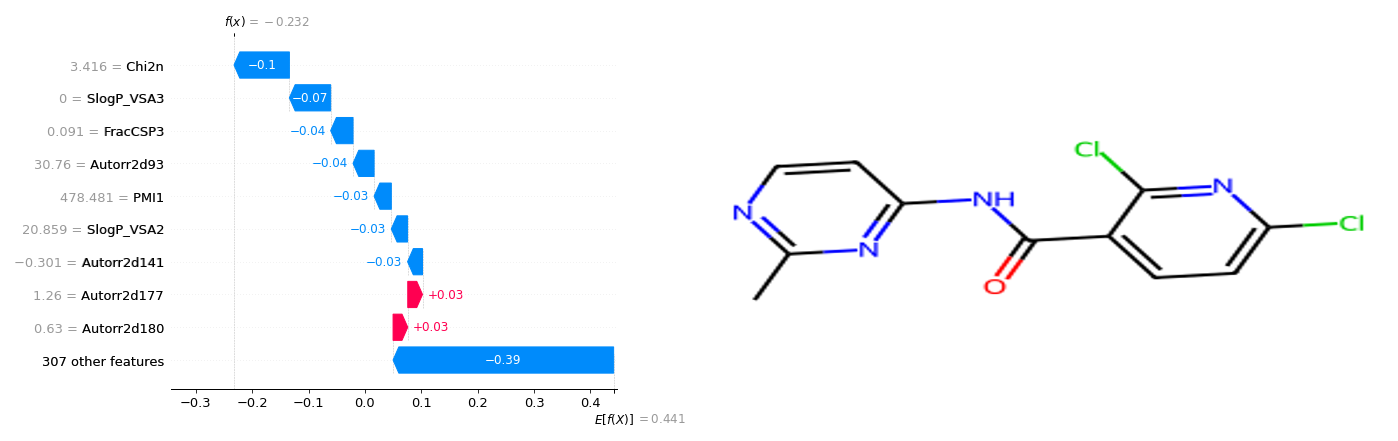 f(x) = −0.232
3.416 = Chi2n
−0.1
0 = SlogP_VSA3
−0.07
0.091 = FracCSP3
−0.04
30.76 = Autorr2d93
−0.04
478.481 = PMI1
−0.03
20.859 = SlogP_VSA2
−0.03
−0.301 = Autorr2d141
−0.03
1.26 = Autorr2d177
+0.03
0.63 = Autorr2d180
+0.03
307 other features
−0.39
−0.3 −0.2 −0.1 0.0 0.1 0.2 0.3 0.4
E[f(X)] = 0.441
Cl
N
NH
N
Cl
N
O